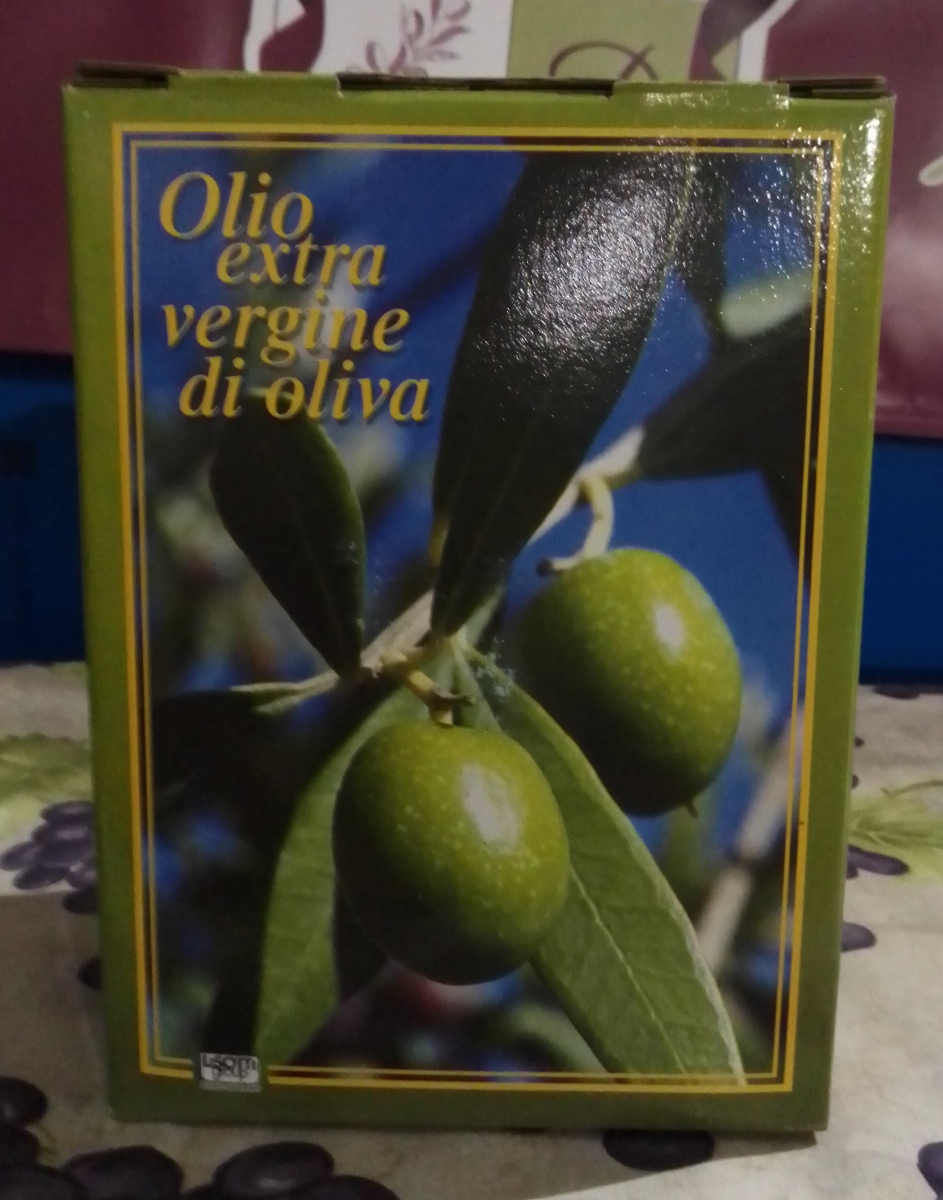 Olio
extra
vergine
di oliva